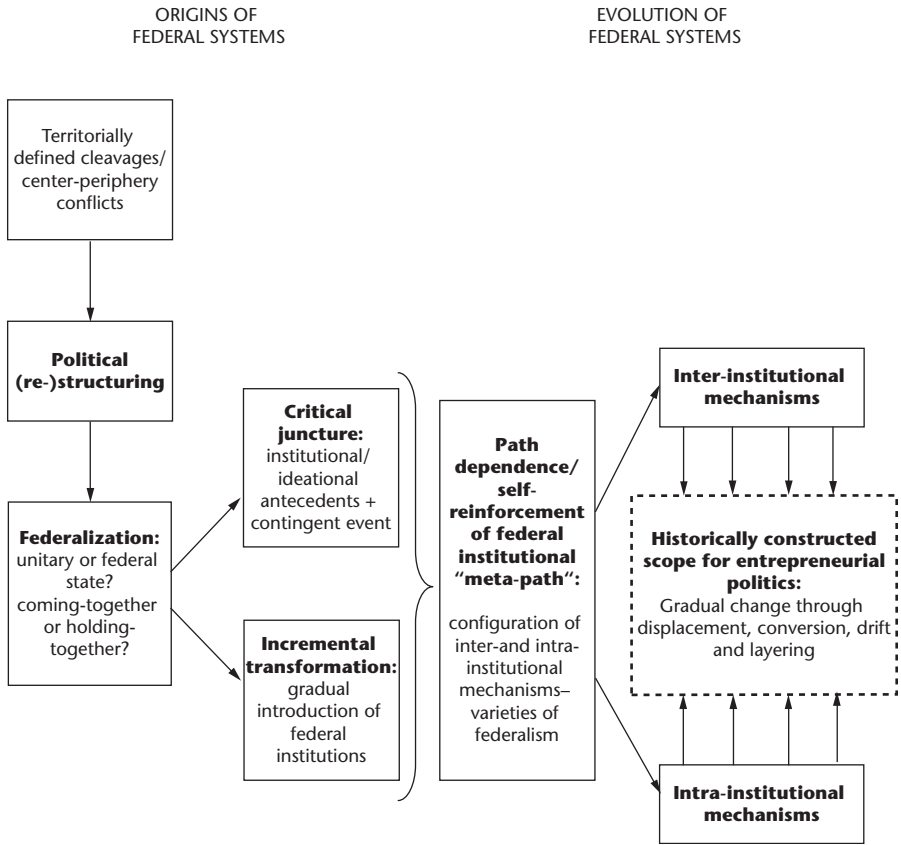 ORIGINS OF
FEDERAL SYSTEMS
EVOLUTION OF
FEDERAL SYSTEMS
Territorially
defined cleavages/
center-periphery
conflicts
Political
(re-)structuring
Federalization:
unitary or federal
state?
coming-together
or holding-
together?
Critical
juncture:
institutional/
ideational
antecedents +
contingent event
Incremental
transformation:
gradual
introduction of
federal
institutions
Path
dependence/
self-
reinforcement
of federal
institutional
“meta-path“:
configuration of
inter-and intra-
institutional
mechanisms–
varieties of
federalism
Inter-institutional
mechanisms
Historically constructed
scope for entrepreneurial
politics:
Gradual change through
displacement, conversion, drift
and layering
Intra-institutional
mechanisms